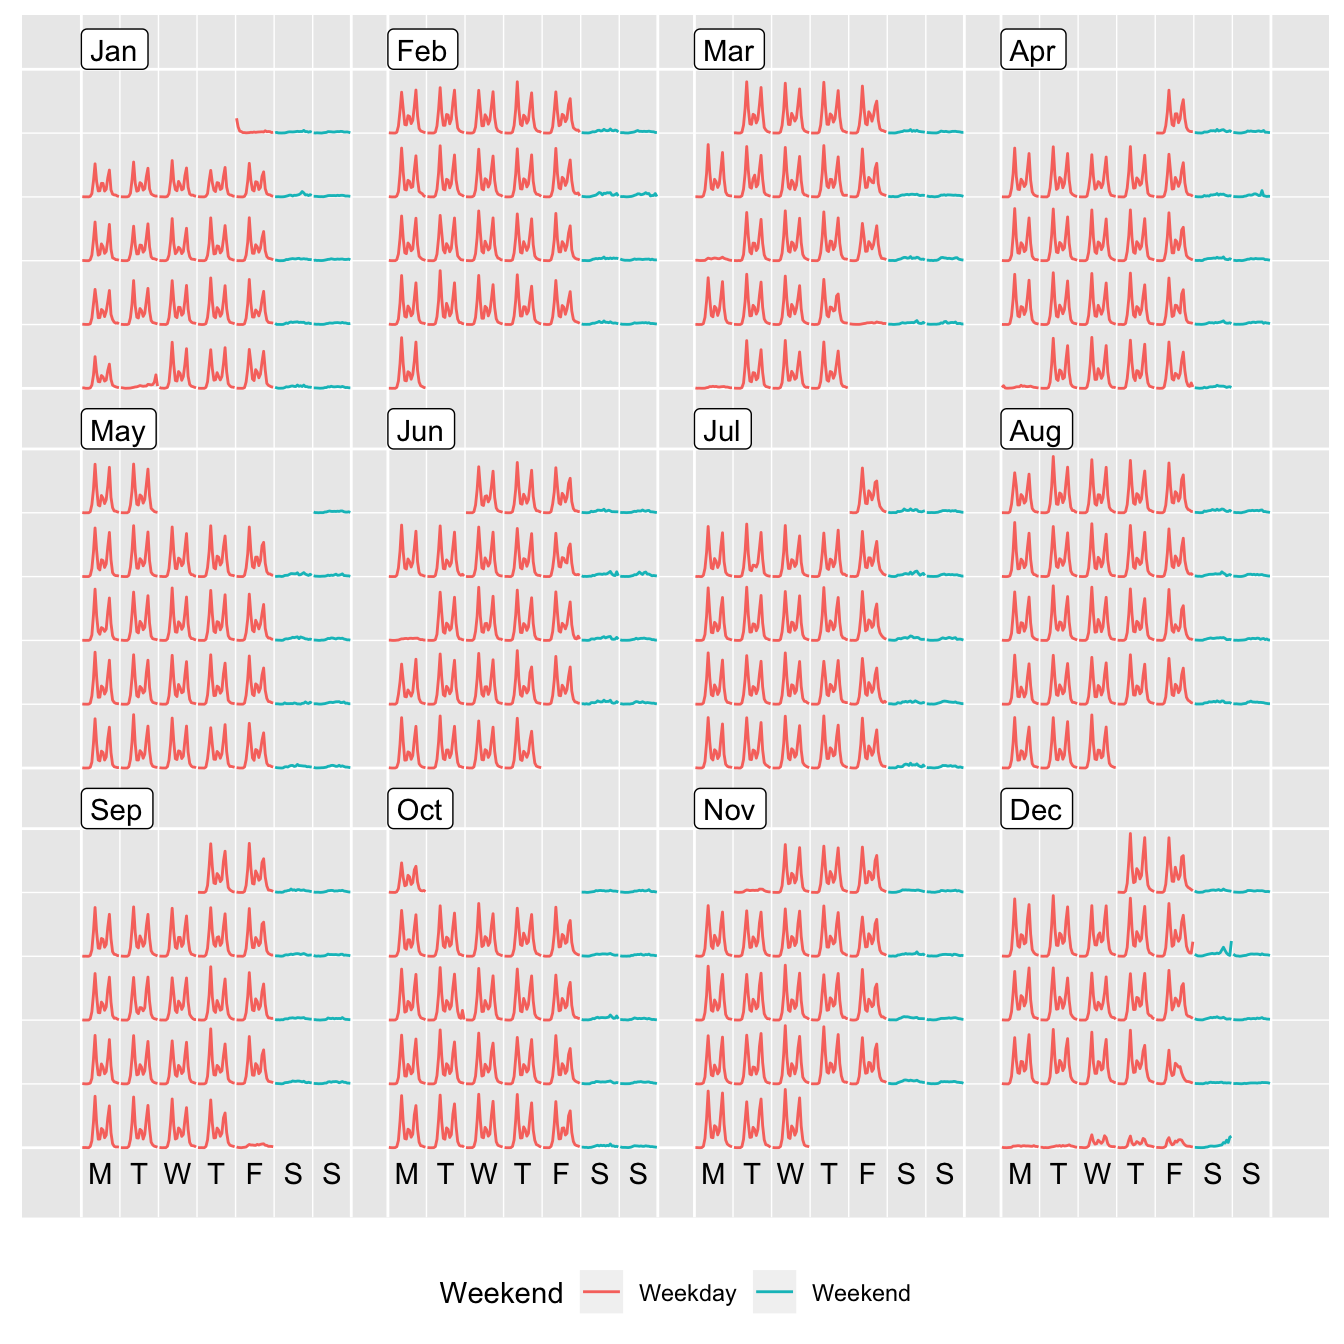 Jan Feb Mar Apr
May Jun Jul Aug
Sep Oct Nov Dec
M T W T F S S M T W T F S S M T W T F S S M T W T F S S
Weekend Weekday Weekend